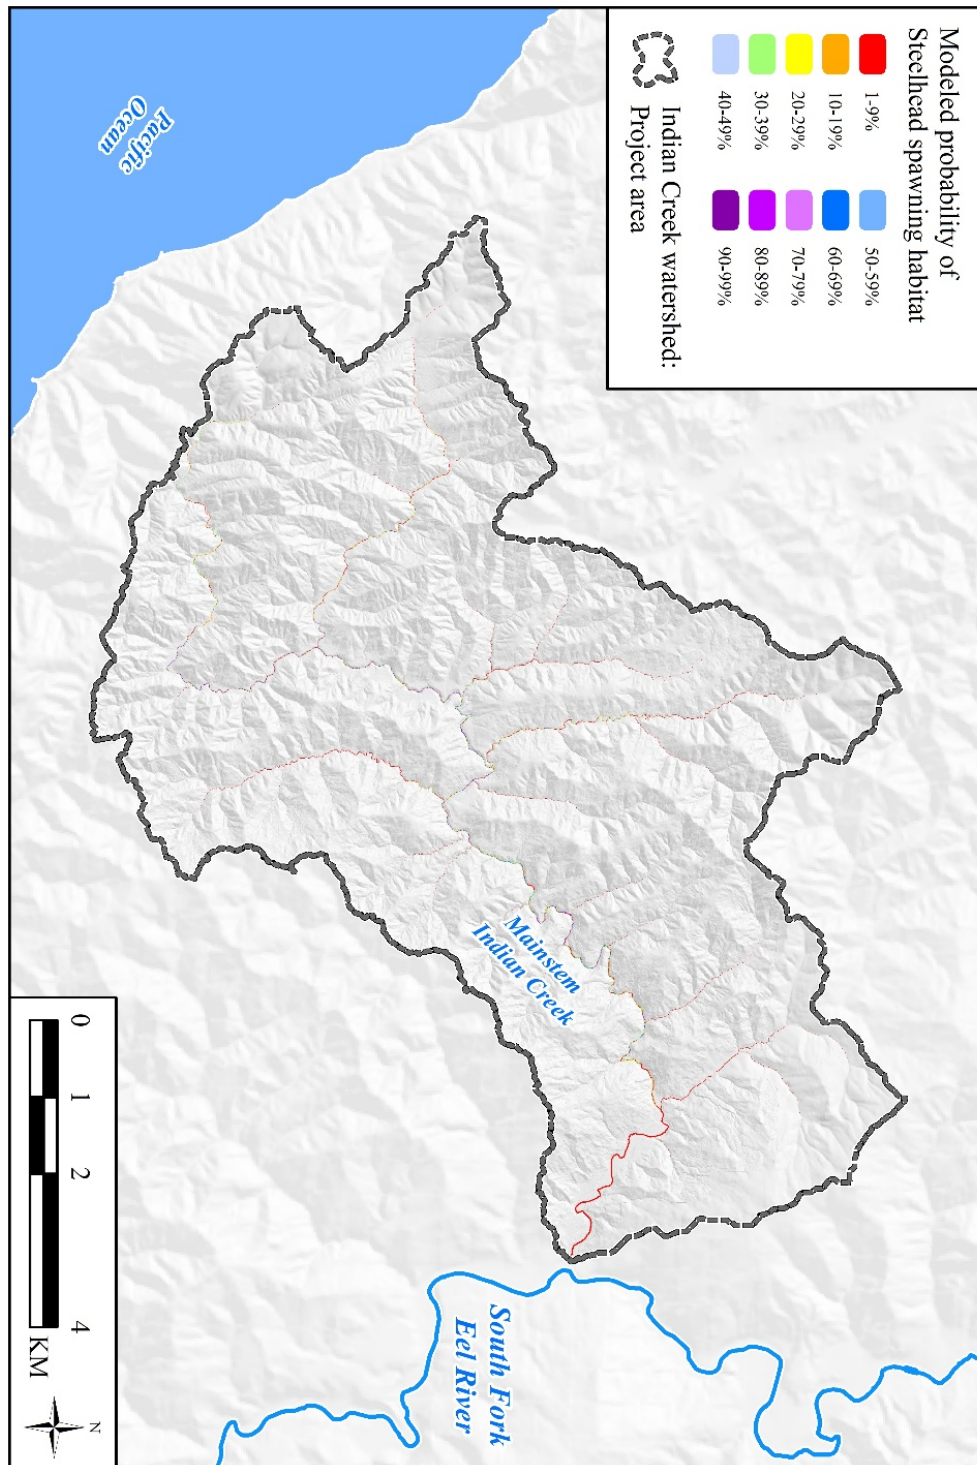 Modeled probability of
Steelhead spawning habitat
1-9%
10-19%
20-29%
30-39%
40-49%
50-59%
60-69%
70-79%
80-89%
90-99%
Indian Creek watershed:
Project area
Pacific
Ocean
Mainstem
Indian Creek
South Fork
Eel River
0
1
2
4
KM
N